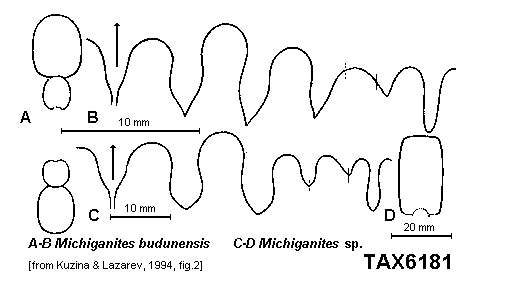 A B
10 mm
C D
10 mm
20 mm
A-B Michiganites budunensis C-D Michiganites sp.
[from Kuzina & Lazarev, 1994, fig.2]
TAX6181